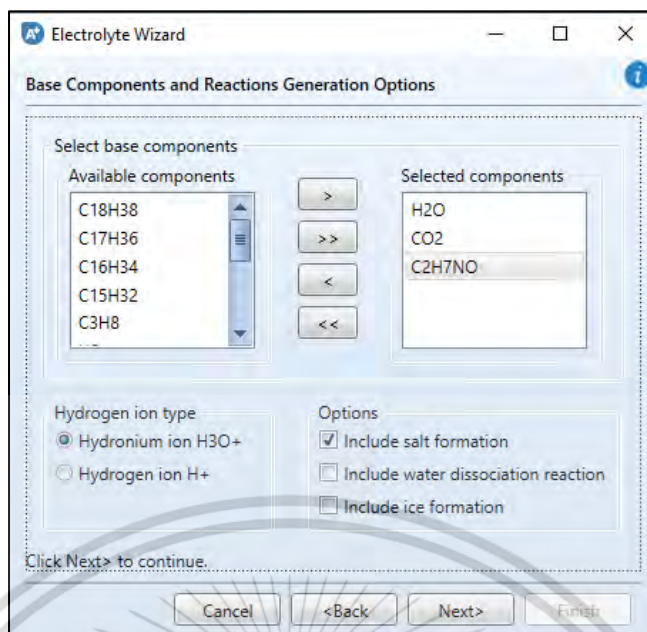 Electrolyte Wizard
Base Components and Reactions Generation Options
Select base components
Available components
C18H38
C17H36
C16H34
C15H32
C3H8
>
>>
<
<<
Selected components
H2O
CO2
C2H7NO
Hydrogen ion type
Hydronium ion H3O+
Hydrogen ion H+
Options
Include salt formation
Include water dissociation reaction
Include ice formation
Click Next> to continue.
Cancel
<Back
Next>
Finish